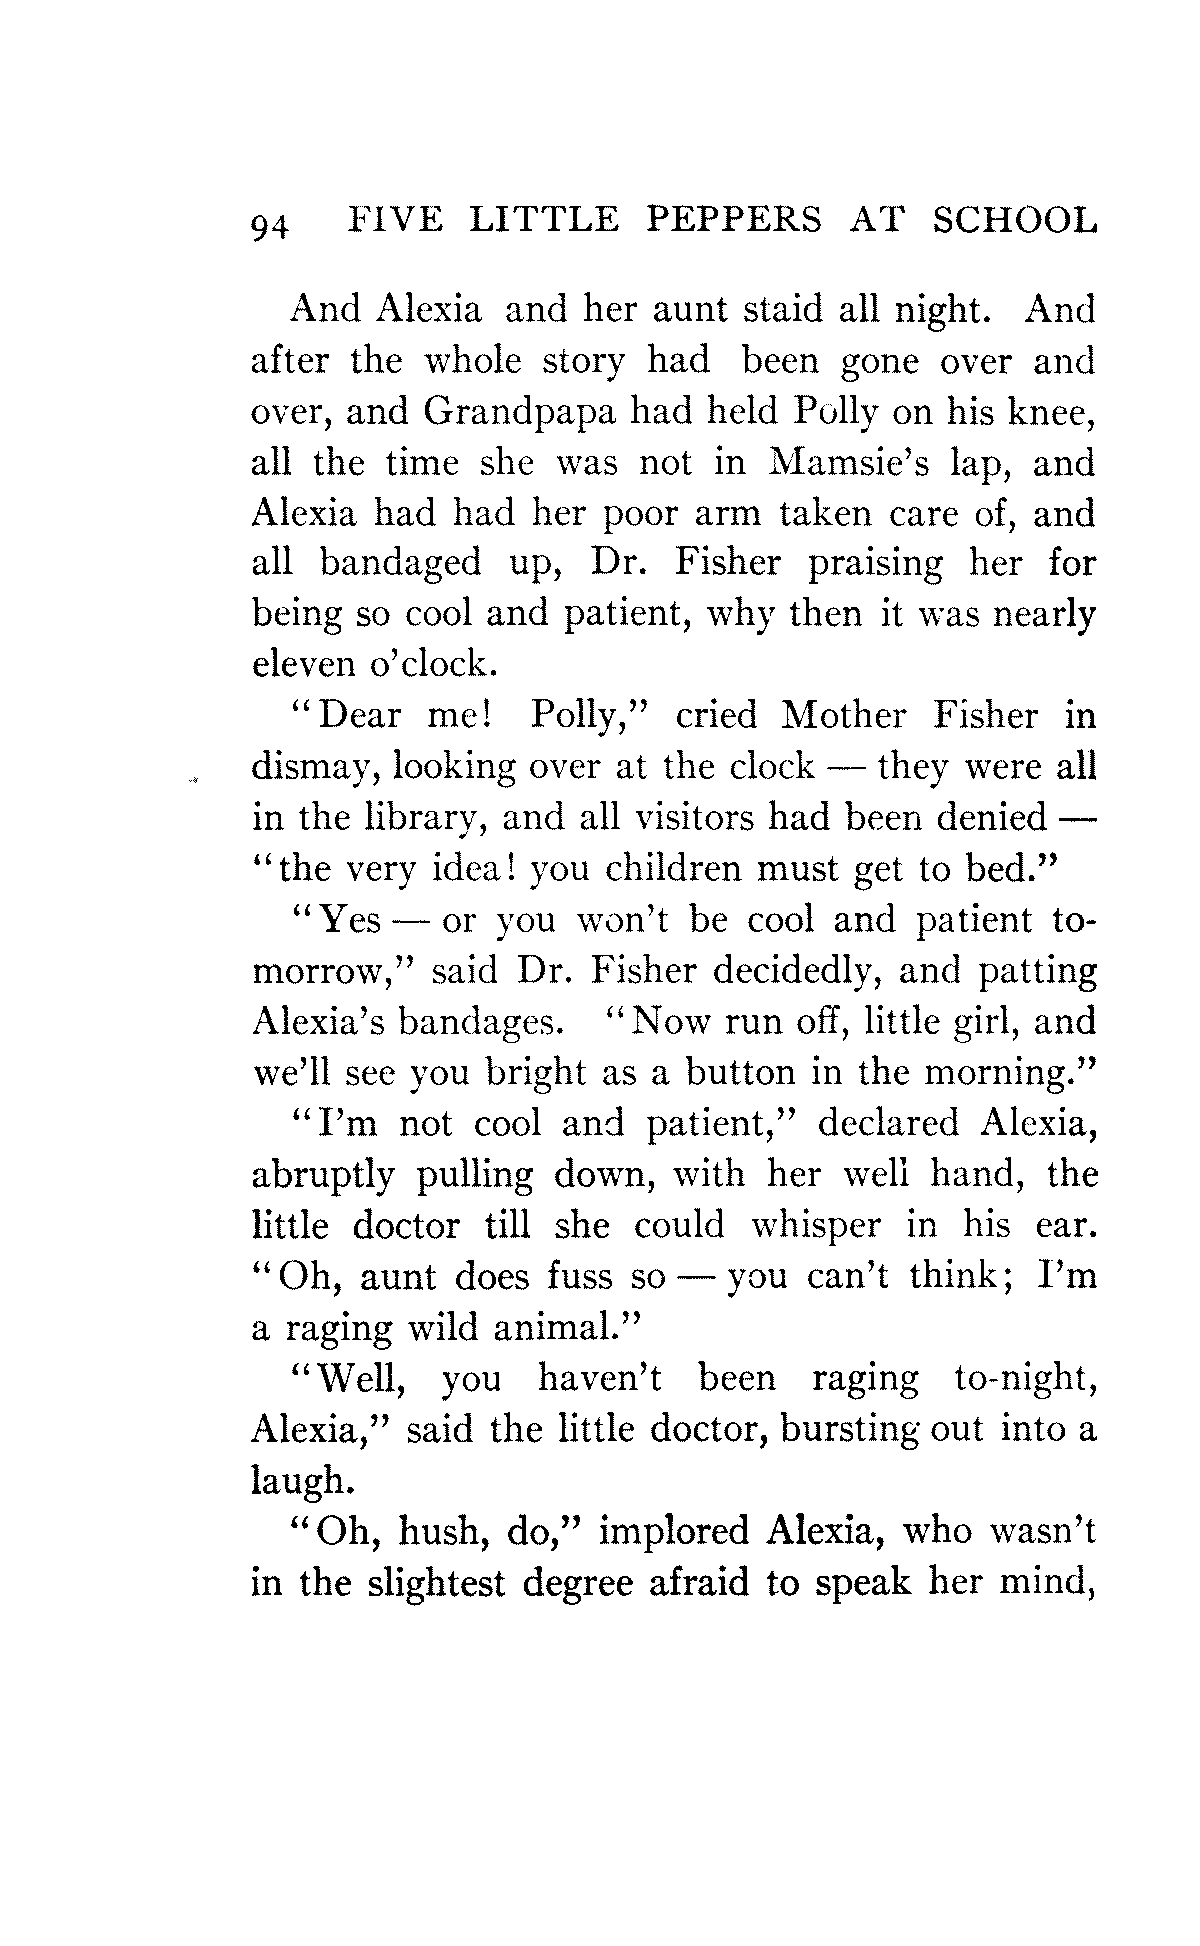 94 FIVE LITTLE PEPPERS AT SCHOOL
And Alexia and her aunt staid all night. And
after the whole story had been gone over and
over, and Grandpapa had held Polly on his knee,
all the time she was not in Mamsie's lap, and
Alexia had had her poor arm taken care of, and
all bandaged up, Dr. Fisher praising her for
being so cool and patient, why then it was nearly
eleven o'clock.
“Dear me! Polly,” cried Mother Fisher in
dismay, looking over at the clock — they were all
in the library, and all visitors had been denied —
“the very idea! you children must get to bed.”
“Yes — or you won't be cool and patient to-
morrow,” said Dr. Fisher decidedly, and patting
Alexia's bandages. “Now run off, little girl, and
we'll see you bright as a button in the morning.”
“I'm not cool and patient,” declared Alexia,
abruptly pulling down, with her well hand, the
little doctor till she could whisper in his ear.
“Oh, aunt does fuss so — you can't think; I'm
a raging wild animal.”
“Well, you haven't been raging to-night,
Alexia,” said the little doctor, bursting out into a
laugh.
“Oh, hush, do,” implored Alexia, who wasn't
in the slightest degree afraid to speak her mind,